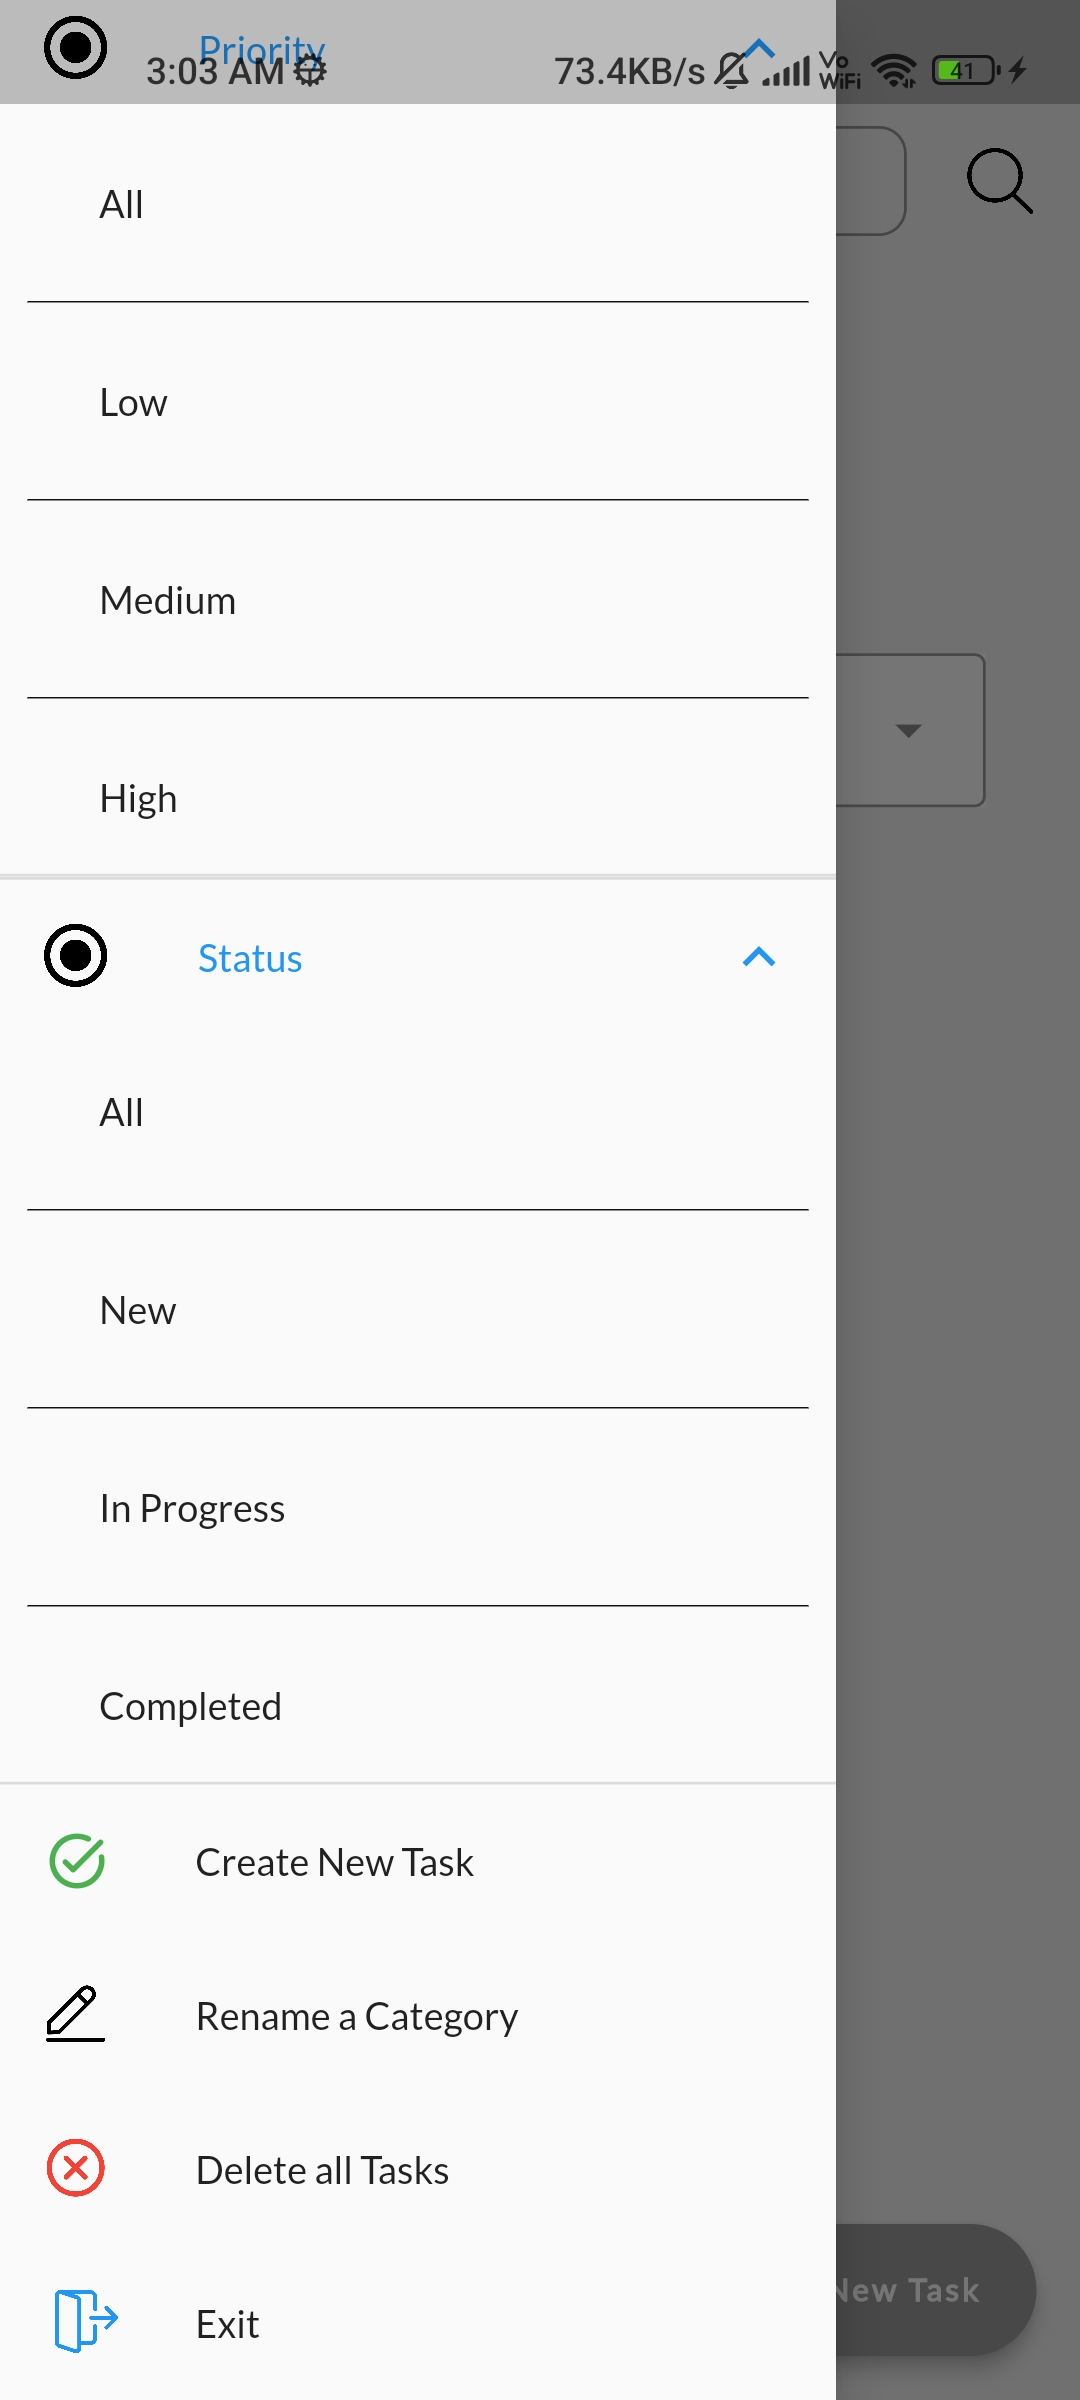 Priority
3:03 AM 73.4KB/s Vo WiFi 41
All
Low
Medium
High
Status
All
New
In Progress
Completed
Create New Task
Rename a Category
Delete all Tasks
New Task
Exit